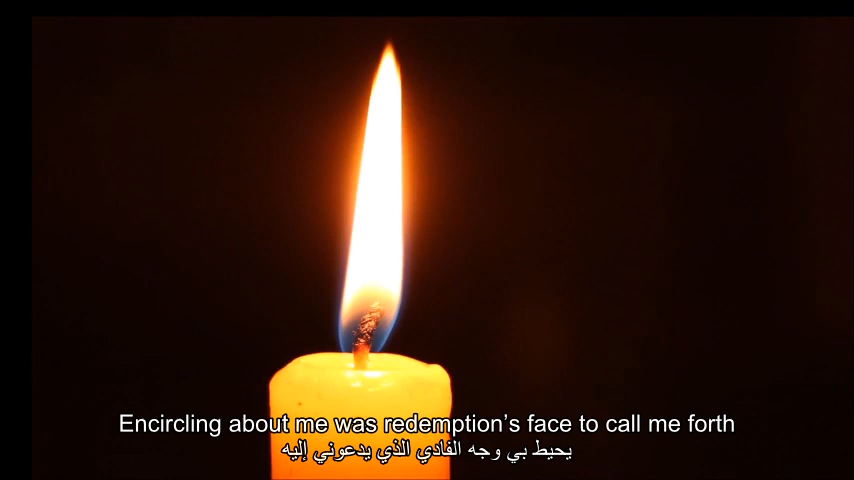 Encircling about me was redemption’s face to call me forth
يحيط بي وجه الفادي الذي يدعوني إليه